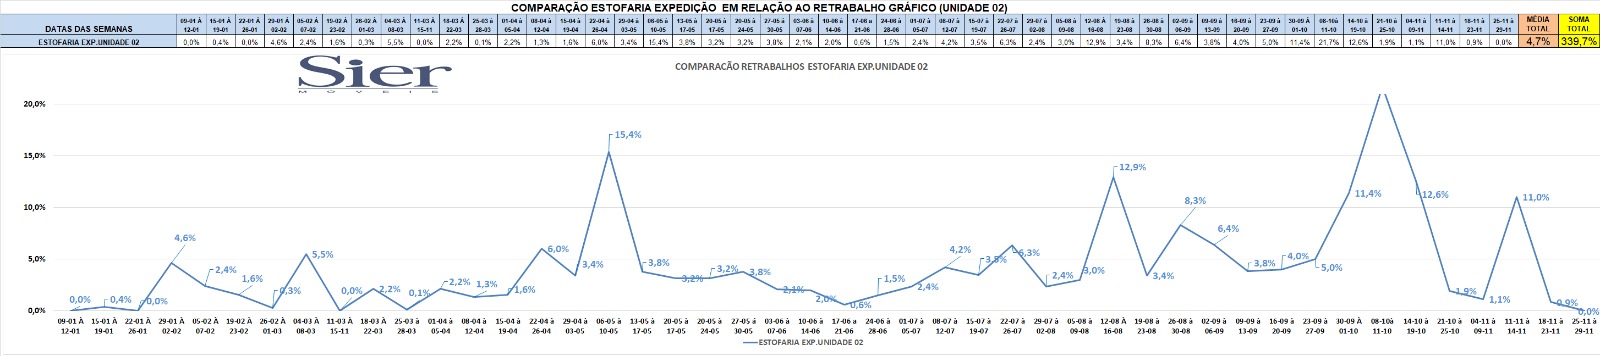 COMPARAÇÃO ESTOFARIA EXPEDIÇÃO EM RELAÇÃO AO RETRABALHO GRÁFICO (UNIDADE 02)
DATAS DAS SEMANAS 09-01 À 12-01 15-01 À 19-01 22-01 À 26-01 29-01 À 02-02 05-02 À 07-02 19-02 À 23-02 26-02 À 01-03 04-03 À 08-03 11-03 À 15-11 18-03 À 22-03 25-03 à 28-03 01-04 à 05-04 08-04 à 12-04 15-04 à 19-04 22-04 à 26-04 29-04 à 03-05 06-05 à 10-05 13-05 à 17-05 20-05 à 24-05 27-05 à 30-05 03-06 à 07-06 10-06 à 14-06 17-06 à 21-06 24-06 à 28-06 01-07 à 05-07 08-07 à 12-07 15-07 à 19-07 22-07 à 26-07 29-07 à 02-08 05-08 à 09-08 12-08 à 16-08 19-08 à 23-08 26-08 à 30-08 02-09 à 06-09 09-09 à 13-09 16-09 à 20-09 23-09 à 27-09 30-09 À 01-10 08-10à 11-10 14-10 à 19-10 21-10 à 25-10 04-11 à 09-11 11-11 à 14-11 18-11 à 23-11 25-11 à 29-11 MÉDIA TOTAL SOMA TOTAL
ESTOFARIA EXP.UNIDADE 02 0,0% 0,4% 0,0% 4,6% 2,4% 1,6% 0,3% 5,5% 0,0% 2,2% 0,1% 2,2% 1,3% 1,6% 6,0% 3,4% 15,4% 3,8% 3,2% 3,2% 3,8% 2,1% 2,0% 0,6% 1,5% 2,4% 4,2% 3,5% 6,3% 2,4% 3,0% 12,9% 3,4% 8,3% 6,4% 3,8% 4,0% 5,0% 11,4% 21,7% 12,6% 1,9% 1,1% 11,0% 0,9% 0,0% 4,7% 339,7%
Sier
MÓVEIS
COMPARACÃO RETRABALHOS ESTOFARIA EXP.UNIDADE 02
20,0%
15,0%
10,0%
5,0%
0,0%
0,0% 0,4% 0,0% 4,6% 2,4% 1,6% 0,3% 5,5% 0,0% 2,2% 0,1% 2,2% 1,3% 1,6% 6,0% 3,4% 15,4% 3,8% 3,2% 3,2% 3,8% 2,1% 2,0% 0,6% 1,5% 2,4% 4,2% 3,5% 6,3% 2,4% 3,0% 12,9% 3,4% 8,3% 6,4% 3,8% 4,0% 5,0% 11,4% 12,6% 1,9% 1,1% 11,0% 0,9% 0,0%
09-01 À 15-01 À 22-01 À 29-01 À 05-02 À 19-02 À 26-02 À 04-03 À 11-03 À 18-03 À 25-03 à 01-04 à 08-04 à 15-04 à 22-04 à 29-04 à 06-05 à 13-05 à 20-05 à 27-05 à 03-06 à 10-06 à 17-06 à 24-06 à 01-07 à 08-07 à 15-07 à 22-07 à 29-07 à 05-08 à 12-08 À 19-08 à 26-08 à 02-09 à 09-09 à 16-09 à 23-09 à 30-09 À 08-10à 14-10 à 21-10 à 04-11 à 11-11 à 18-11 à 25-11 à
12-01 19-01 26-01 02-02 07-02 23-02 01-03 08-03 15-11 22-03 28-03 05-04 12-04 19-04 26-04 03-05 10-05 17-05 24-05 30-05 07-06 14-06 21-06 28-06 05-07 12-07 19-07 26-07 02-08 09-08 16-08 23-08 30-08 06-09 13-09 20-09 27-09 01-10 11-10 19-10 25-10 09-11 14-11 23-11 29-11
ESTOFARIA EXP.UNIDADE 02